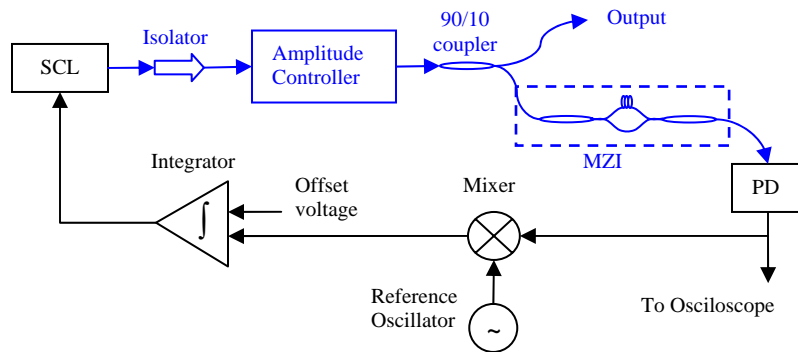 90/10
coupler
Output
Isolator
SCL
Amplitude
Controller
MZI
Integrator
Offset
voltage
Mixer
PD
∫
Reference
Oscillator
~
To Osciloscope